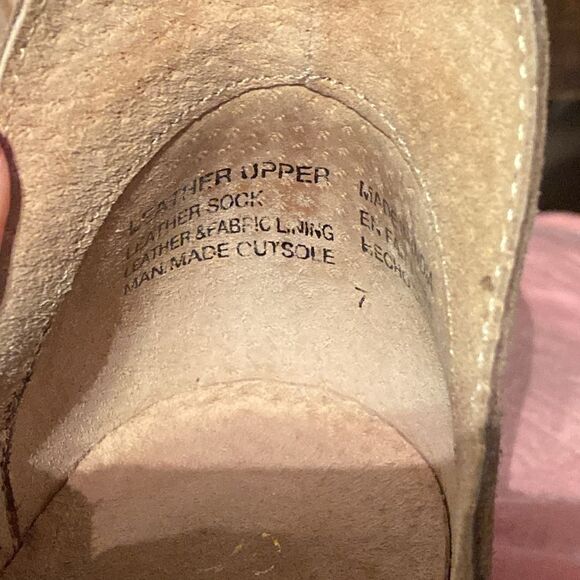 LEATHER UPPER
LEATHER SOCK
LEATHER & FABRIC LINING
MAN MADE OUTSOLE
7